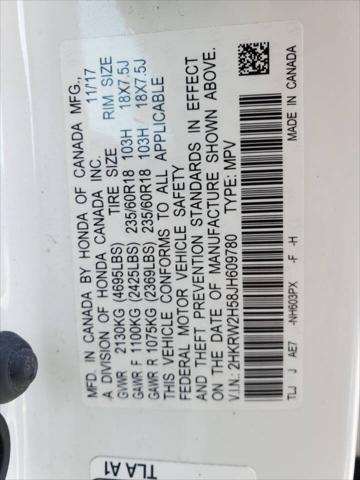 MFD. IN CANADA BY HONDA OF CANADA MFG.,
A DIVISION OF HONDA CANADA INC. 11/17
TIRE SIZE RIM SIZE
GVWR 2130KG (4695LBS)
GAWR F 1100KG (2425LBS) 235/60R18 103H 18X7.5J
GAWR R 1075KG (2369LBS) 235/60R18 103H 18X7.5J
THIS VEHICLE CONFORMS TO ALL APPLICABLE
FEDERAL MOTOR VEHICLE SAFETY
AND THEFT PREVENTION STANDARDS IN EFFECT
ON THE DATE OF MANUFACTURE SHOWN ABOVE.
V.I.N.: 2HKRW2H58JH609780 TYPE: MPV
TLJ J AE7 -NH603PX -F -H MADE IN CANADA
TLA A1